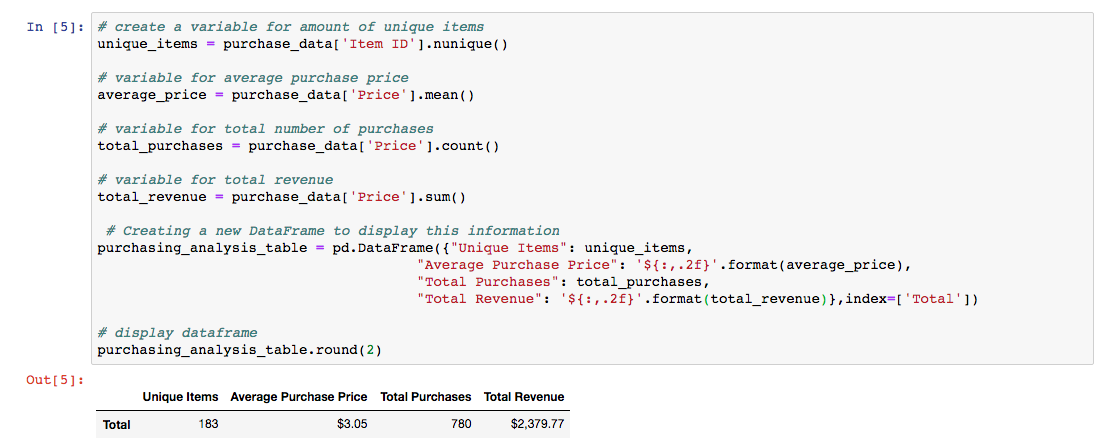 In [5]: # create a variable for amount of unique items
unique_items = purchase_data['Item ID'].nunique()
# variable for average purchase price
average_price = purchase_data['Price'].mean()
# variable for total number of purchases
total_purchases = purchase_data['Price'].count()
# variable for total revenue
total_revenue = purchase_data['Price'].sum()
# Creating a new DataFrame to display this information
purchasing_analysis_table = pd.DataFrame({"Unique Items": unique_items,
"Average Purchase Price": '${:,.2f}'.format(average_price),
"Total Purchases": total_purchases,
"Total Revenue": '${:,.2f}'.format(total_revenue)},index=['Total'])
# display dataframe
purchasing_analysis_table.round(2)
Out[5]:
Unique Items Average Purchase Price Total Purchases Total Revenue
Total 183 $3.05 780 $2,379.77